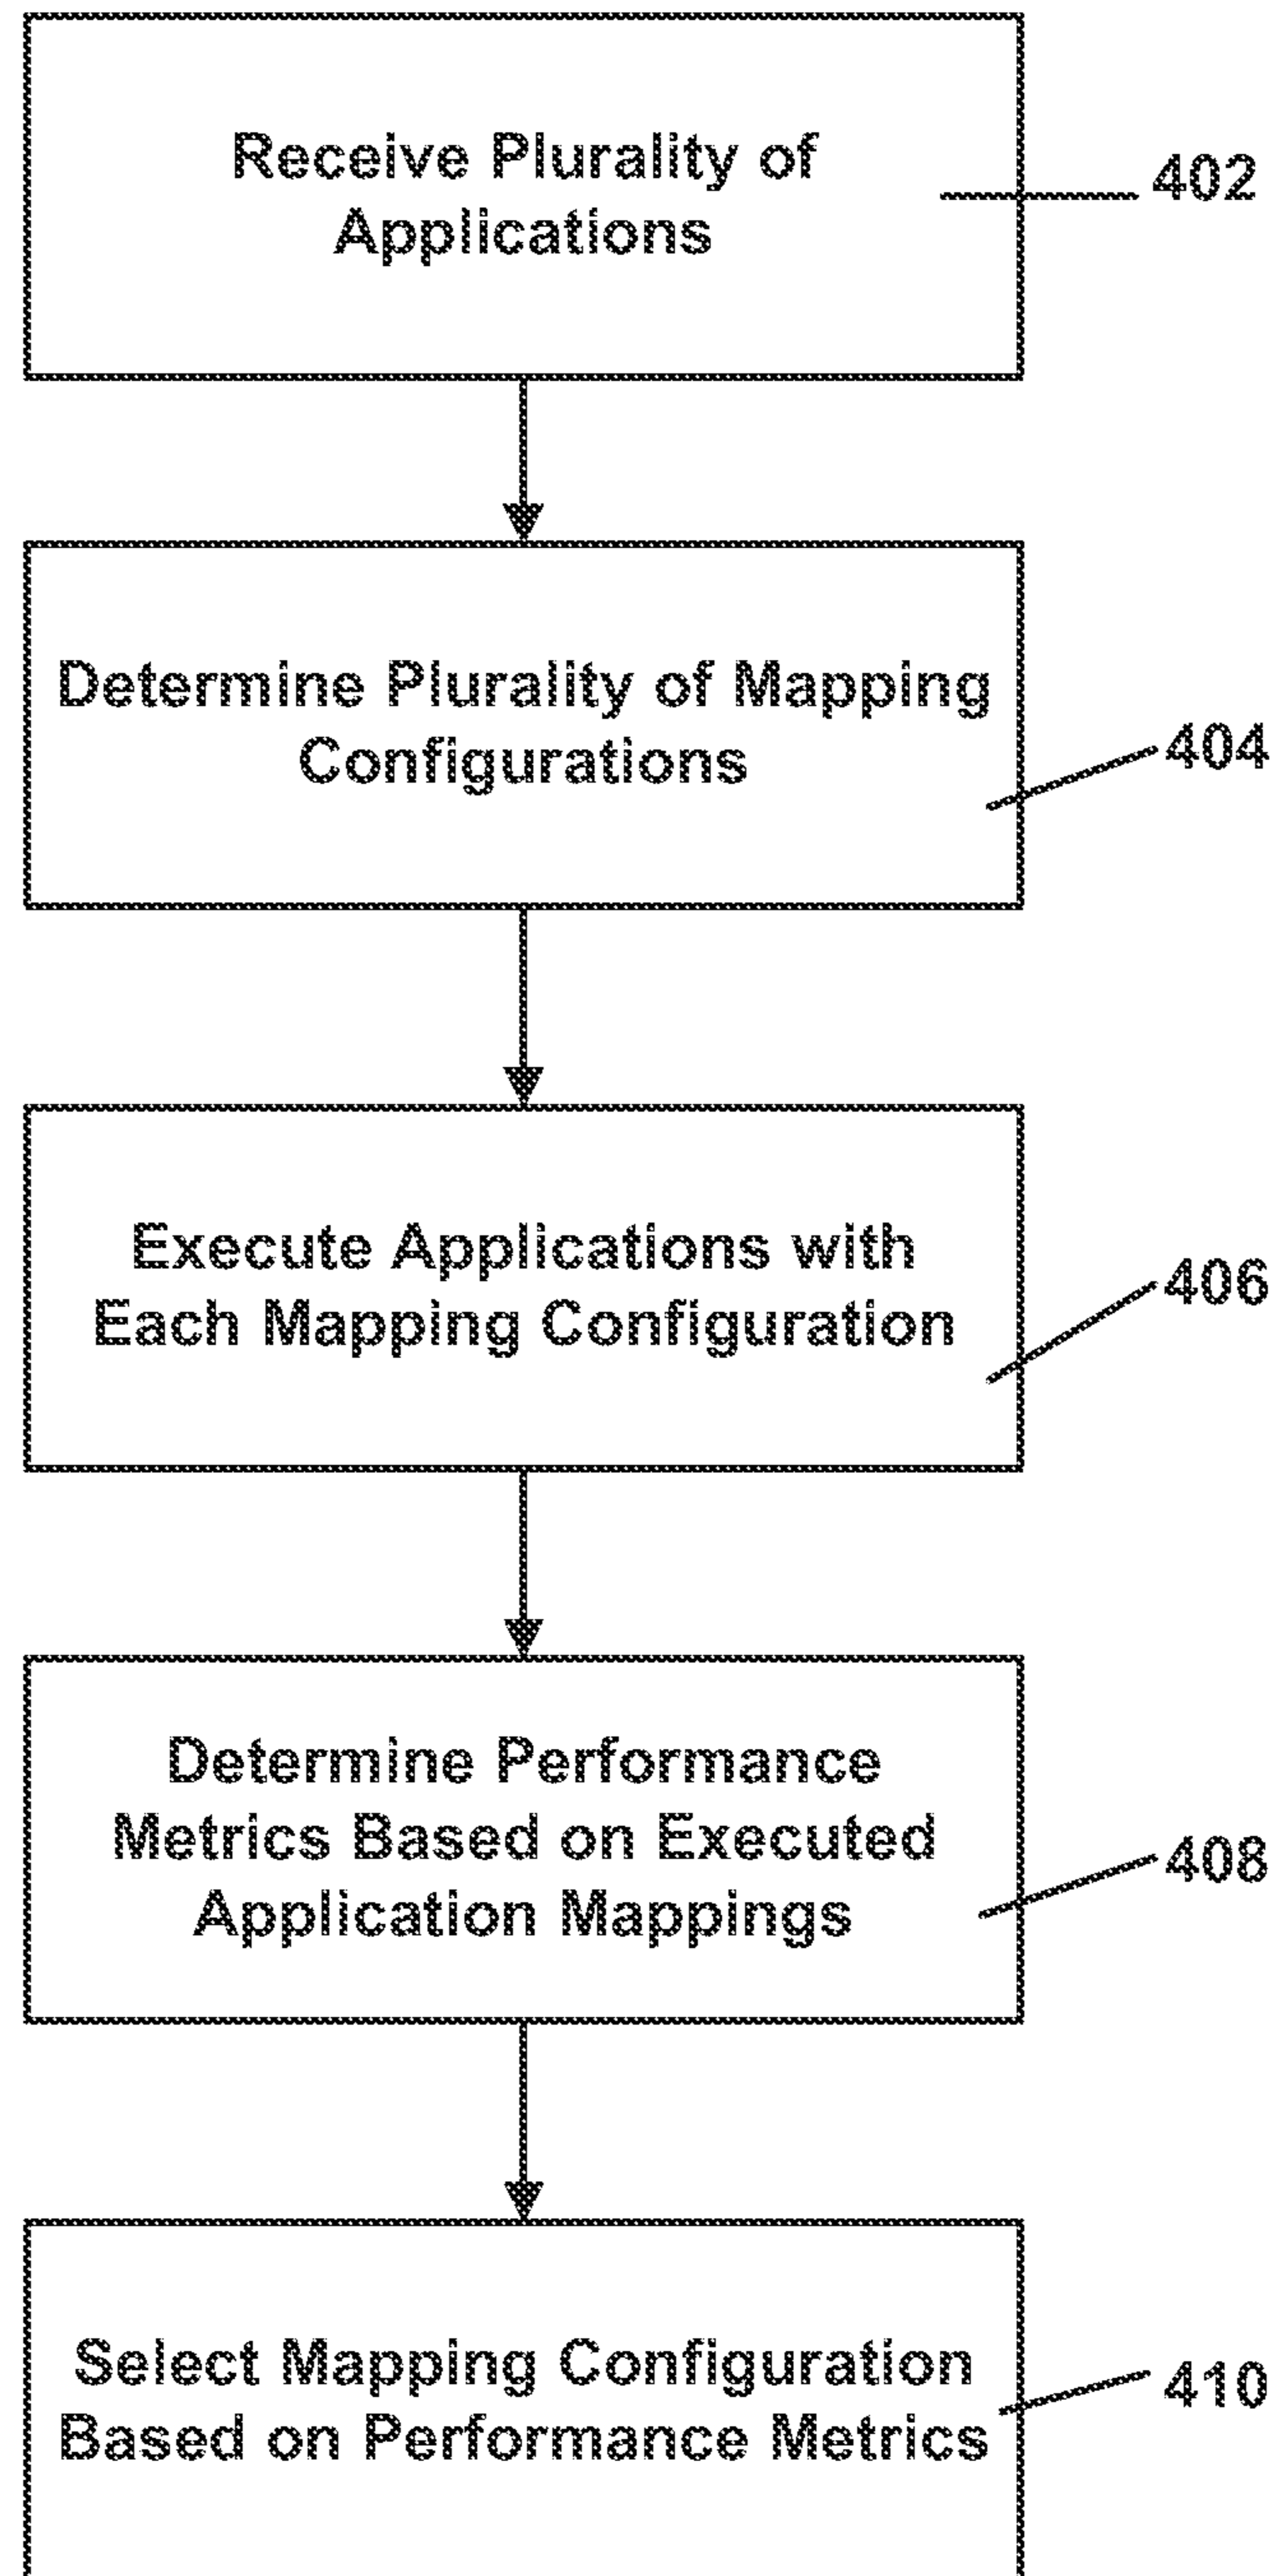 Receive Plurality of
Applications
402
Determine Plurality of Mapping
Configurations
404
Execute Applications with
Each Mapping Configuration
406
Determine Performance
Metrics Based on Executed
Application Mappings
408
Select Mapping Configuration
Based on Performance Metrics
410